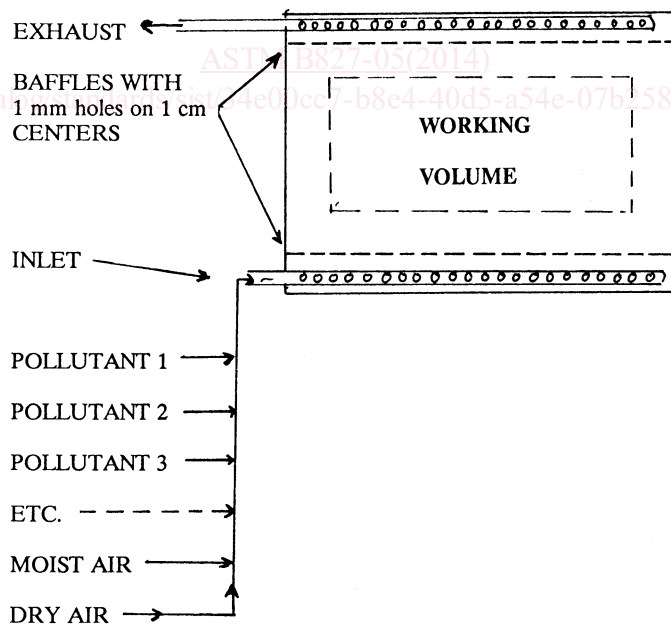 EXHAUST
ASTM B827-05(2014)
BAFFLES WITH
1 mm holes on 1 cm
CENTERS
WORKING
VOLUME
INLET
POLLUTANT 1
POLLUTANT 2
POLLUTANT 3
ETC.
MOIST AIR
DRY AIR